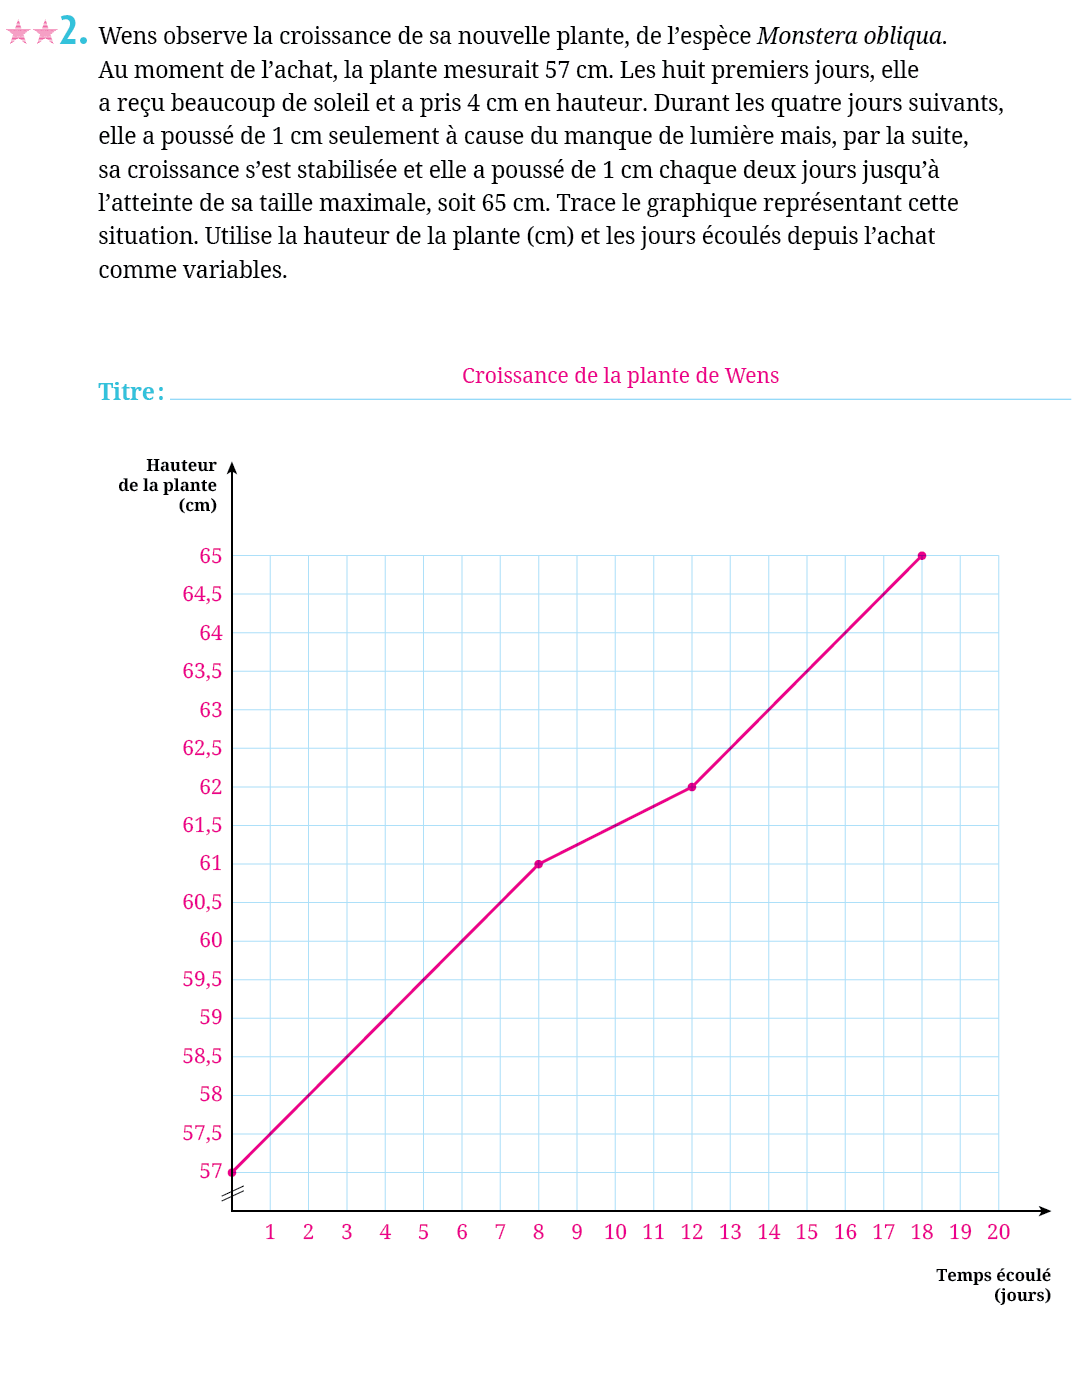 2. Wens observe la croissance de sa nouvelle plante, de l’espèce Monstera obliqua.
Au moment de l’achat, la plante mesurait 57 cm. Les huit premiers jours, elle
a reçu beaucoup de soleil et a pris 4 cm en hauteur. Durant les quatre jours suivants,
elle a poussé de 1 cm seulement à cause du manque de lumière mais, par la suite,
sa croissance s’est stabilisée et elle a poussé de 1 cm chaque deux jours jusqu’à
l’atteinte de sa taille maximale, soit 65 cm. Trace le graphique représentant cette
situation. Utilise la hauteur de la plante (cm) et les jours écoulés depuis l’achat
comme variables.
Croissance de la plante de Wens
Titre :
Hauteur
de la plante
(cm)
65
64,5
64
63,5
63
62,5
62
61,5
61
60,5
60
59,5
59
58,5
58
57,5
57
1 2 3 4 5 6 7 8 9 10 11 12 13 14 15 16 17 18 19 20
Temps écoulé
(jours)